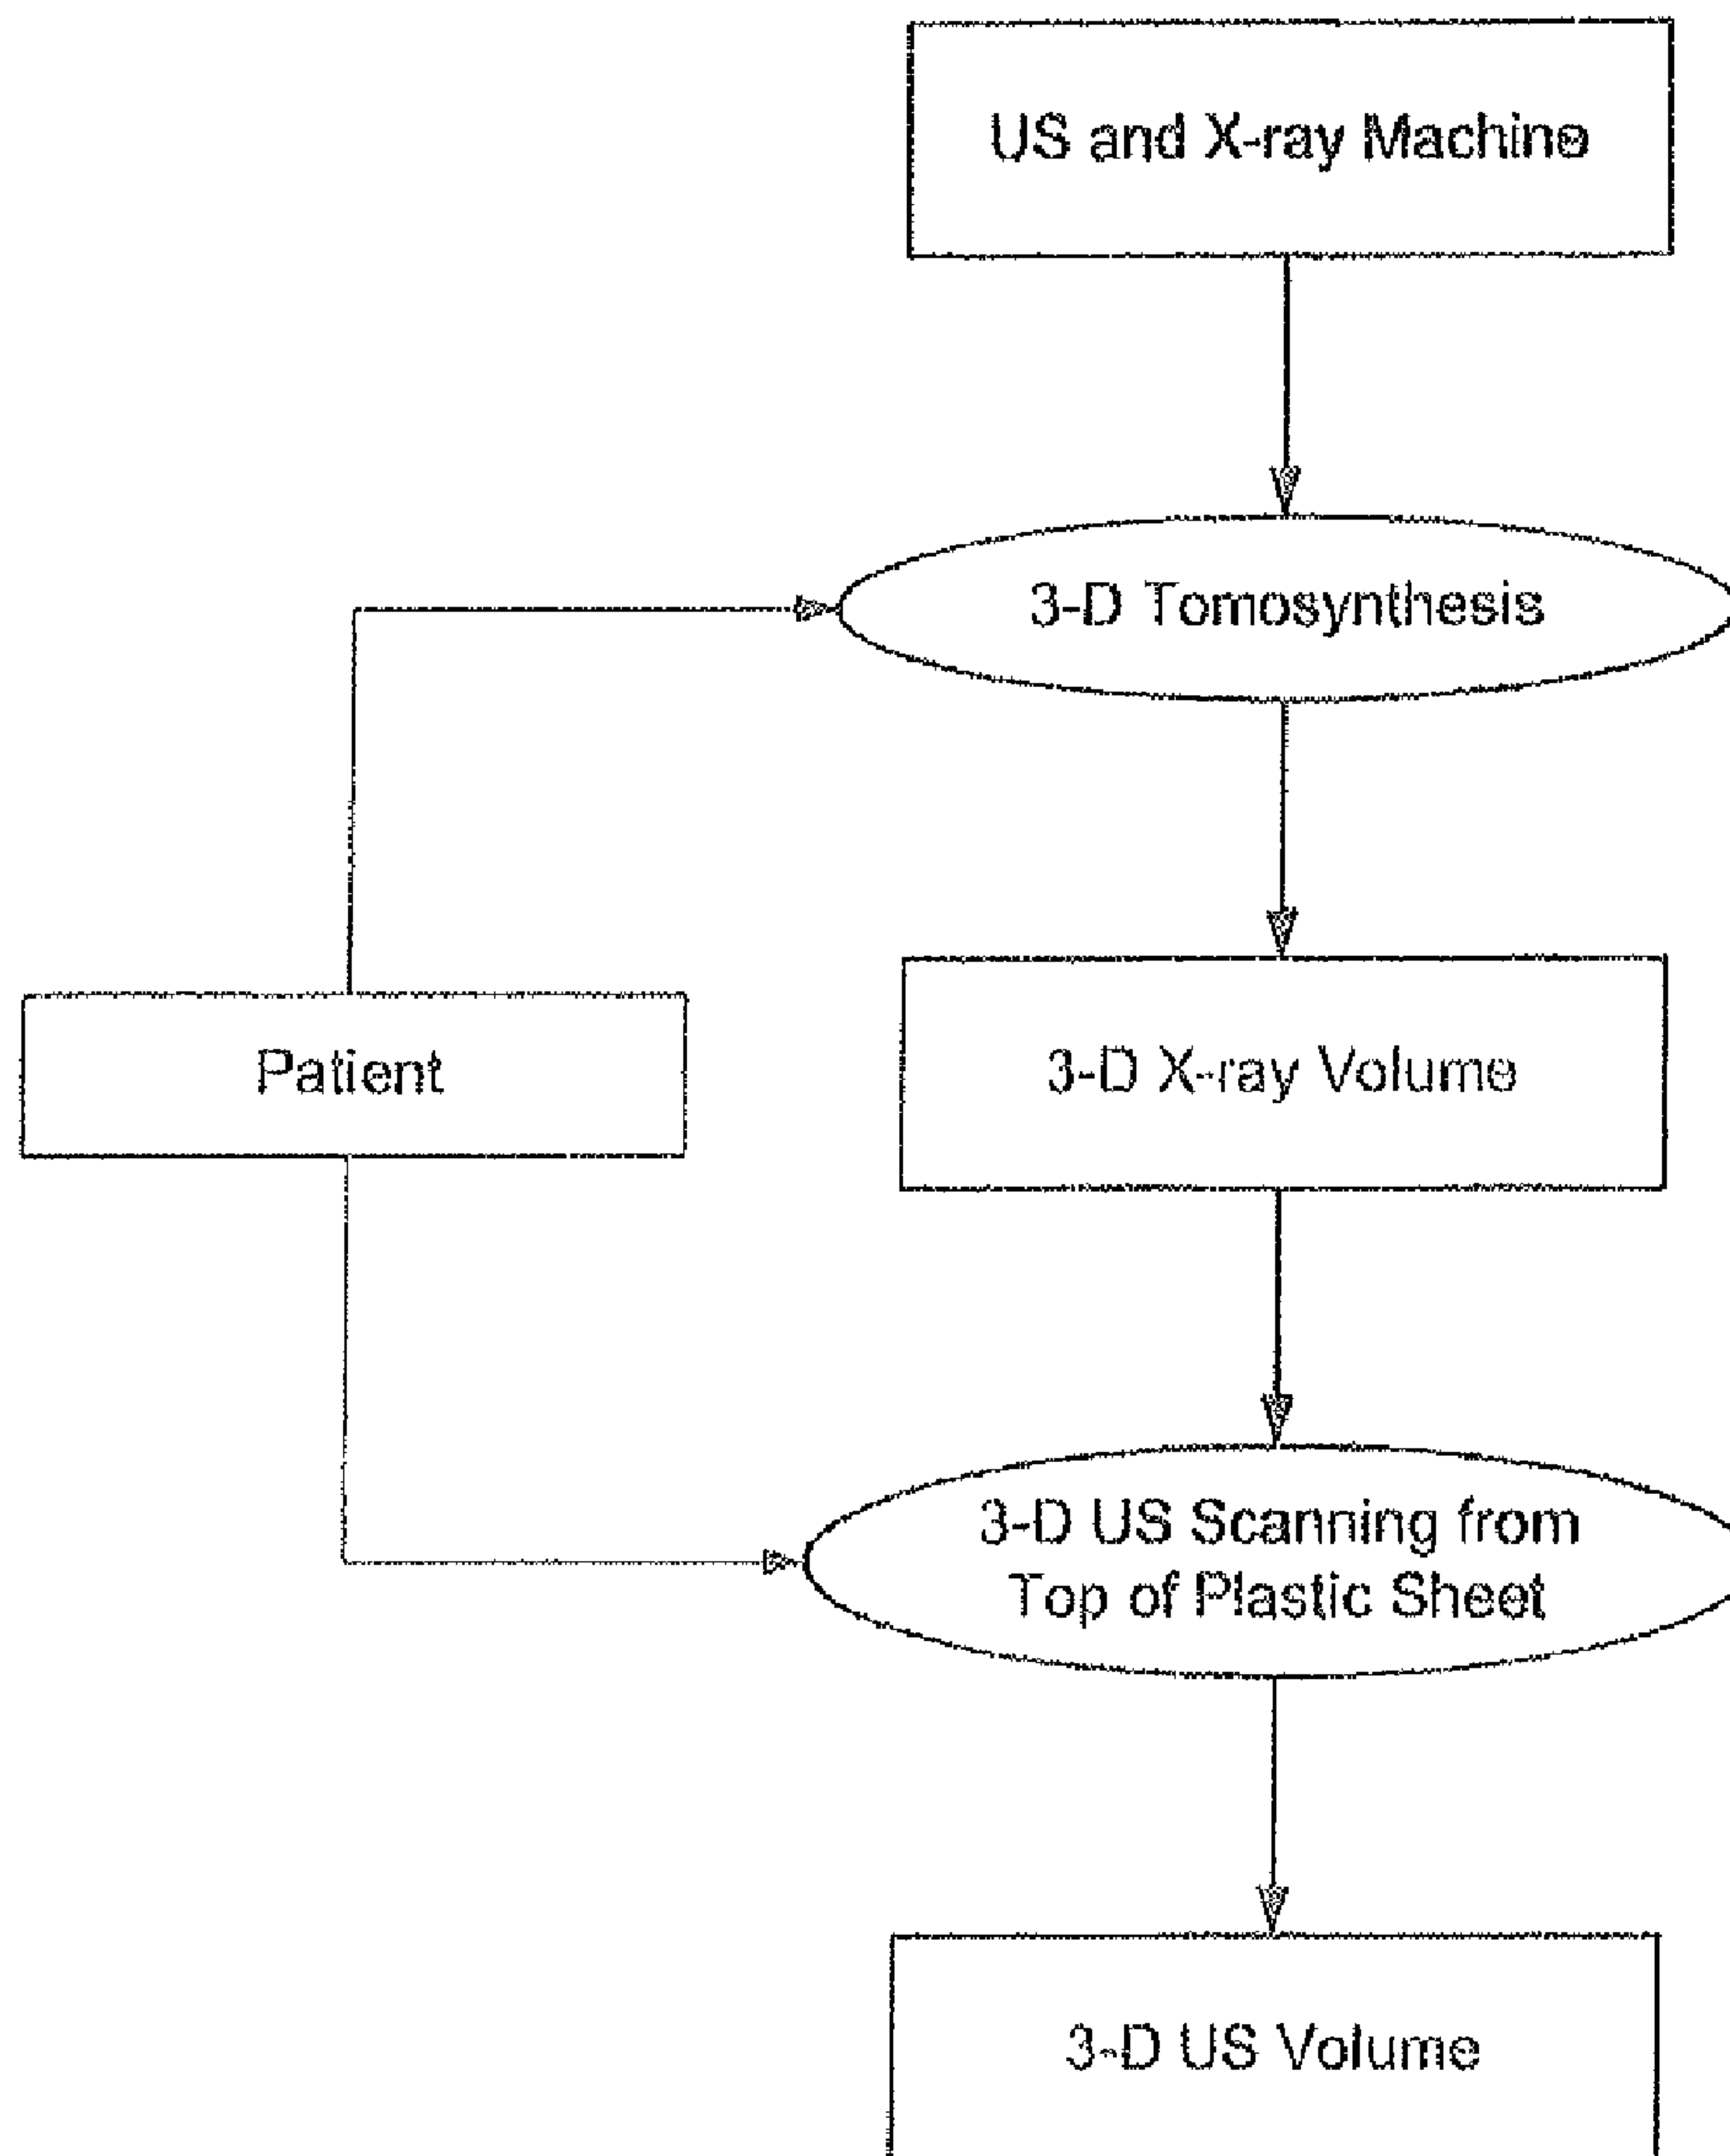 US and X-ray Machine
3-D Tomosynthesis
Patient
3-D X-ray Volume
3-D US Scanning from
Top of Plastic Sheet
3-D US Volume